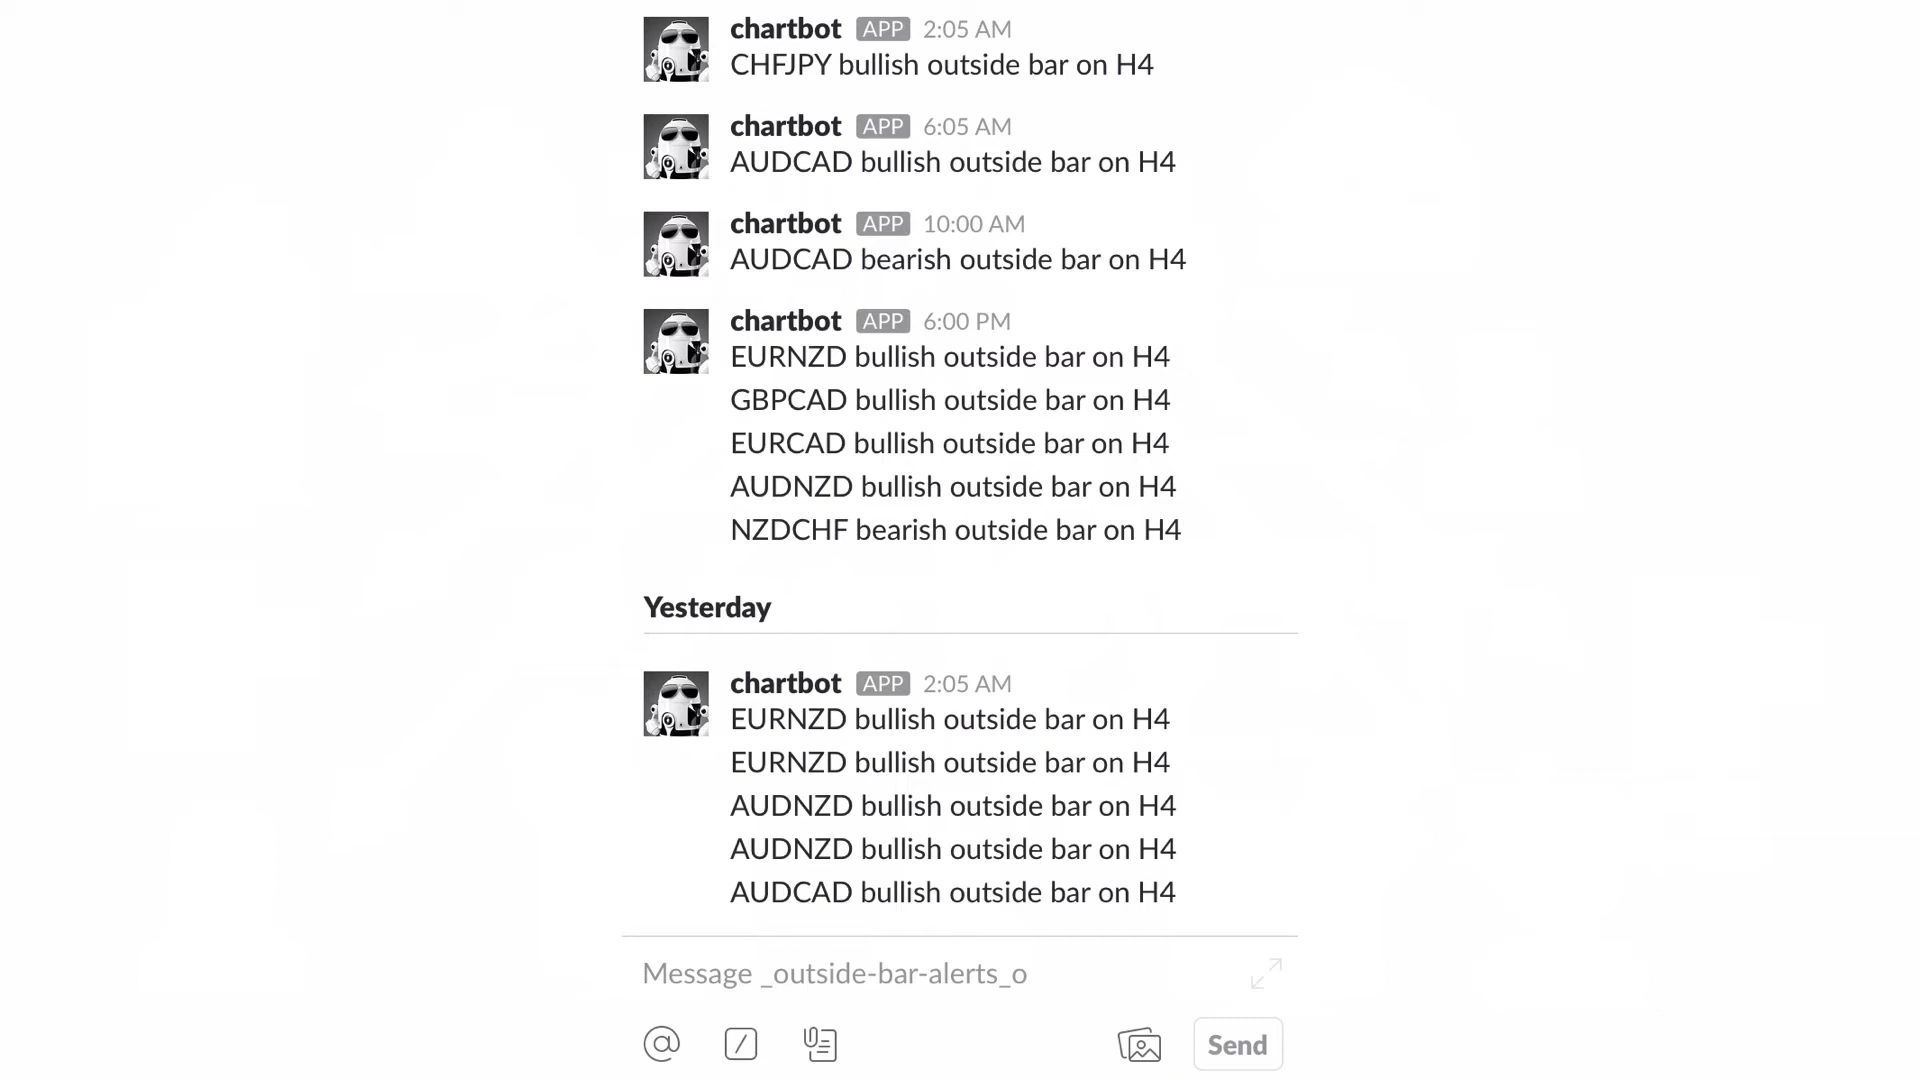 chartbot APP 2:05 AM
CHFJPY bullish outside bar on H4
chartbot APP 6:05 AM
AUDCAD bullish outside bar on H4
chartbot APP 10:00 AM
AUDCAD bearish outside bar on H4
chartbot APP 6:00 PM
EURNZD bullish outside bar on H4
GBPCAD bullish outside bar on H4
EURCAD bullish outside bar on H4
AUDNZD bullish outside bar on H4
NZDCHF bearish outside bar on H4
Yesterday
chartbot APP 2:05 AM
EURNZD bullish outside bar on H4
EURNZD bullish outside bar on H4
AUDNZD bullish outside bar on H4
AUDNZD bullish outside bar on H4
AUDCAD bullish outside bar on H4
Message _outside-bar-alerts_o
Send